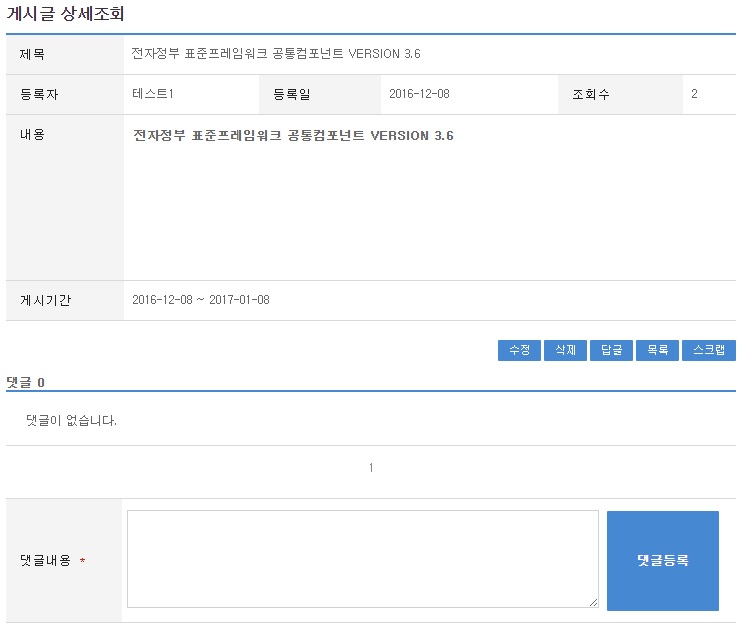 게시글 상세조회
제목 전자정부 표준프레임워크 공통컴포넌트 VERSION 3.6
등록자 테스트1 등록일 2016-12-08 조회수 2
내용 전자정부 표준프레임워크 공통컴포넌트 VERSION 3.6
게시기간 2016-12-08 ~ 2017-01-08
수정 삭제 답글 목록 스크랩
댓글 0
댓글이 없습니다.
1
댓글내용 * 댓글등록